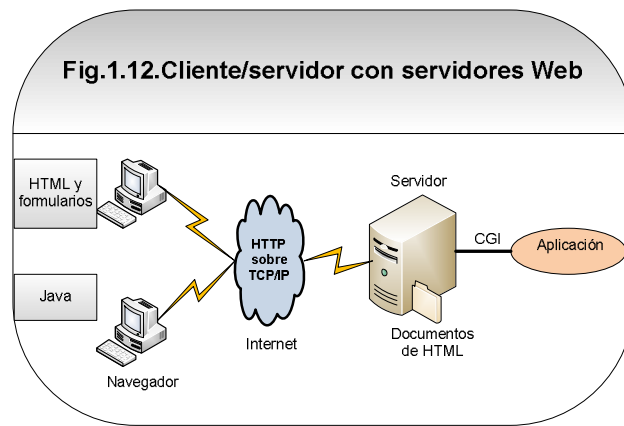 Fig.1.12.Cliente/servidor con servidores Web
HTML y
formularios
Java
Navegador
HTTP
sobre
TCP/IP
Internet
Servidor
Documentos
de HTML
CGI
Aplicación